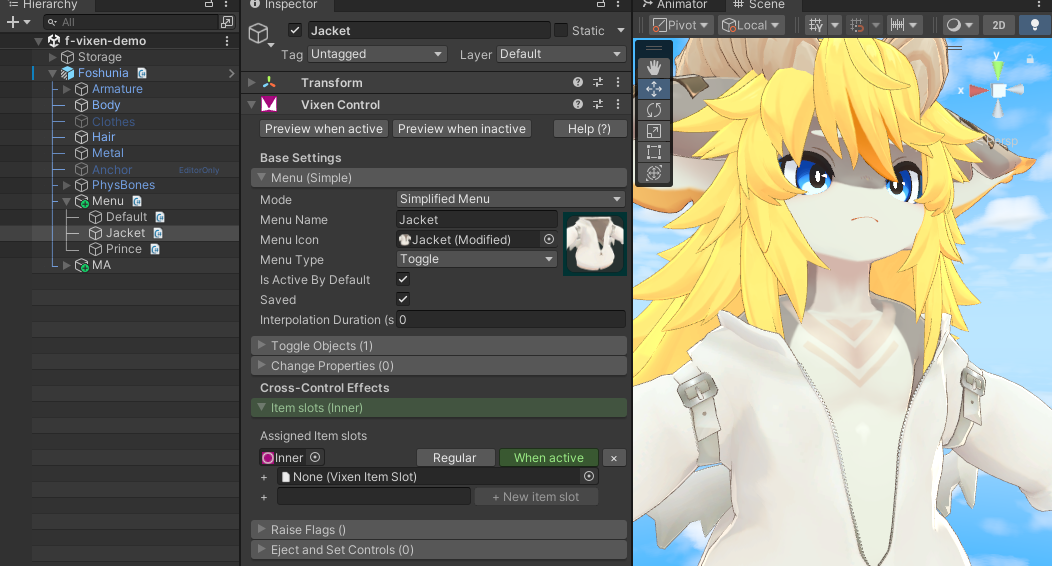 Hierarchy
All
f-vixen-demo
Storage
Foshunia
Armature
Body
Clothes
Hair
Metal
Anchor EditorOnly
PhysBones
Menu
Default
Jacket
Prince
MA
Inspector
Jacket Static
Tag Untagged Layer Default
Transform
Vixen Control
Preview when active Preview when inactive Help (?)
Base Settings
Menu (Simple)
Mode Simplified Menu
Menu Name Jacket
Menu Icon Jacket (Modified)
Menu Type Toggle
Is Active By Default
Saved
Interpolation Duration (s 0
Toggle Objects (1)
Change Properties (0)
Cross-Control Effects
Item slots (Inner)
Assigned Item slots
Inner Regular When active ×
+ None (Vixen Item Slot)
+ + New item slot
Raise Flags ()
Eject and Set Controls (0)
Animator Scene
Pivot Local 2D
y
x
Persp